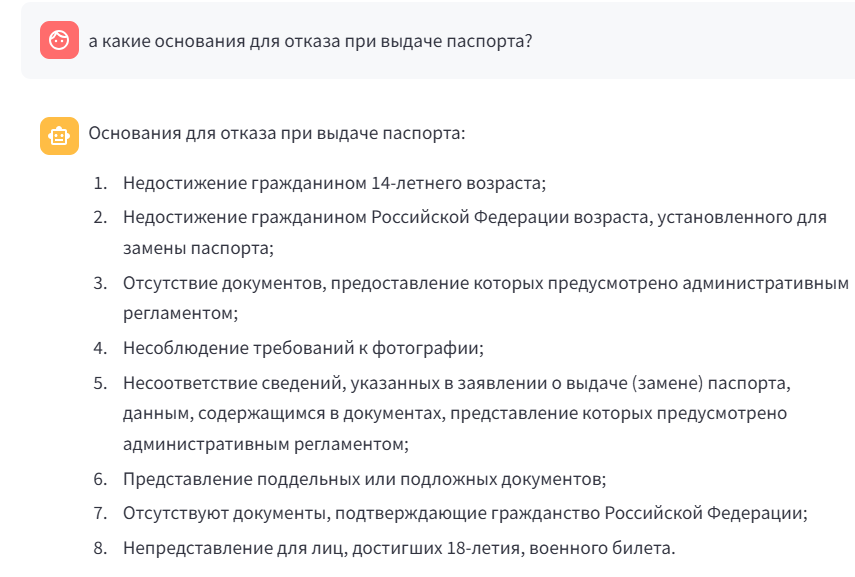 а какие основания для отказа при выдаче паспорта?
Основания для отказа при выдаче паспорта:
1. Недостижение гражданином 14-летнего возраста;
2. Недостижение гражданином Российской Федерации возраста, установленного для
замены паспорта;
3. Отсутствие документов, предоставление которых предусмотрено административным
регламентом;
4. Несоблюдение требований к фотографии;
5. Несоответствие сведений, указанных в заявлении о выдаче (замене) паспорта,
данным, содержащимся в документах, представление которых предусмотрено
административным регламентом;
6. Представление поддельных или подложных документов;
7. Отсутствуют документы, подтверждающие гражданство Российской Федерации;
8. Непредставление для лиц, достигших 18-летия, военного билета.